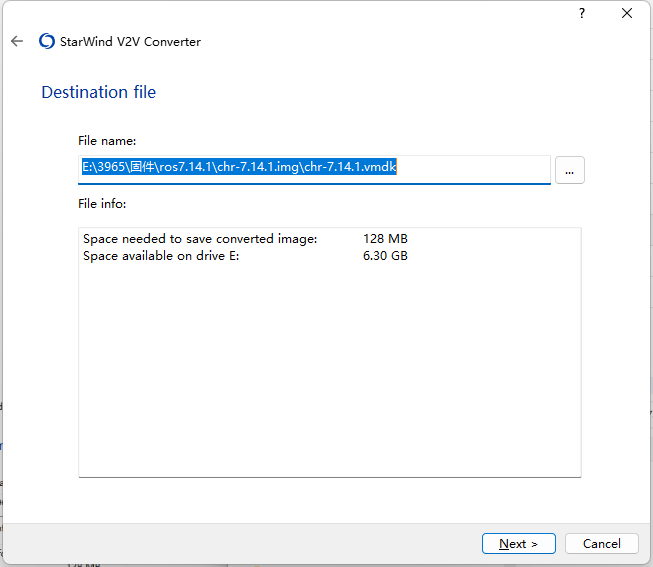 ?
StarWind V2V Converter
Destination file
File name:
E:\3965\固件\ros7.14.1\chr-7.14.1.img\chr-7.14.1.vmdk
...
File info:
Space needed to save converted image: 128 MB
Space available on drive E: 6.30 GB
Next >
Cancel